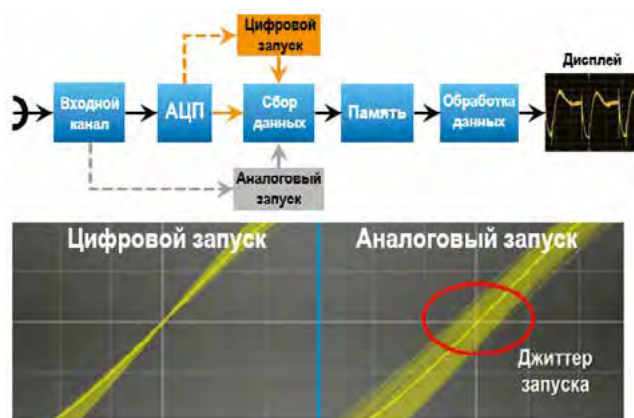 Цифровой
запуск
Дисплей
Входной
канал
АЦП
Сбор
данных
Память
Обработка
данных
Аналоговый
запуск
Цифровой запуск
Аналоговый запуск
Джиттер
запуска